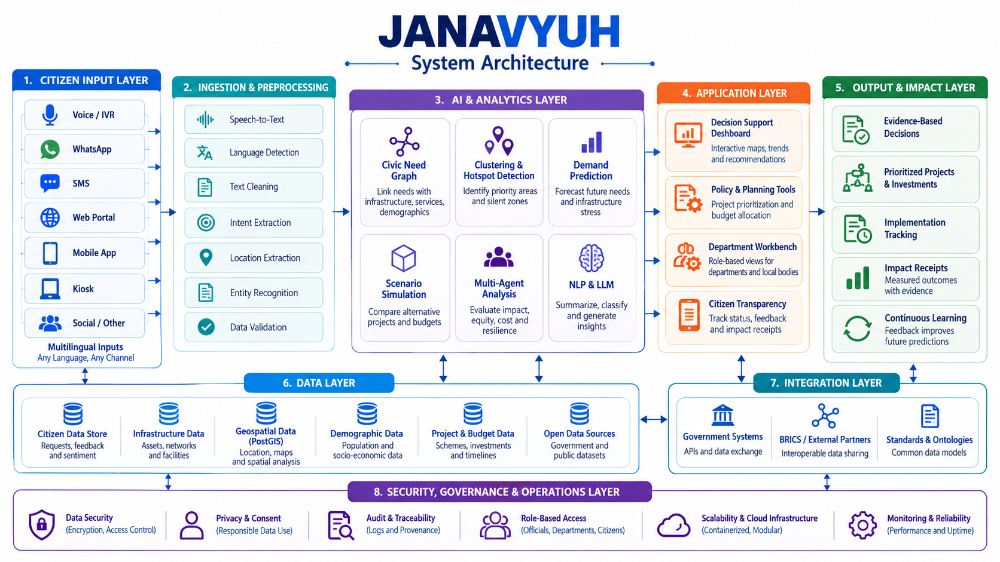 JANAVYUH
System Architecture
1. CITIZEN INPUT LAYER
Voice / IVR
WhatsApp
SMS
Web Portal
Mobile App
Kiosk
Social / Other
Multilingual Inputs
Any Language, Any Channel
2. INGESTION & PREPROCESSING
Speech-to-Text
Language Detection
Text Cleaning
Intent Extraction
Location Extraction
Entity Recognition
Data Validation
3. AI & ANALYTICS LAYER
Civic Need
Graph
Link needs with
infrastructure, services,
demographics
Clustering &
Hotspot Detection
Identify priority areas
and silent zones
Demand
Prediction
Forecast future needs
and infrastructure
stress
Scenario
Simulation
Compare alternative
projects and budgets
Multi-Agent
Analysis
Evaluate impact,
equity, cost and
resilience
NLP & LLM
Summarize, classify
and generate
insights
4. APPLICATION LAYER
Decision Support
Deshboard
Interactive maps, trends
and recommendations
Policy & Planning Tools
Project prioritization and
budget allocation
Department Workbench
Role-based views for
departments and local bodies
Citizen Transparency
Track status, feedback
and impact receipts
5. OUTPUT & IMPACT LAYER
Evidence-Based
Decisions
Prioritized Projects
& Investments
Implementation
Tracking
Impact Receipts
Measured outcomes
with evidence
Continuous Learning
Feedback improves
future predictions
6. DATA LAYER
Citizen Data Store
Requests, feedback
and sentiment
Infrastructure Data
Assets, networks
and facilities
Geospatial Data
(PostGIS)
Location, maps
and spatial analysis
Demographic Data
Population and
socio-economic data
Project & Budget Data
Schemes, investments
and timelines
Open Data Sources
Government and
public datasets
7. INTEGRATION LAYER
Government Systems
APIs and data exchange
BRICS / External Partners
Interoperable data sharing
Standards & Ontologies
Common data models
8. SECURITY, GOVERNANCE & OPERATIONS LAYER
Data Security
(Encryption, Access Control)
Privacy & Consent
(Responsible Data Use)
Audit & Traceability
(Logs and Provenance)
Role-Based Access
(Officials, Departments, Citizens)
Scalability & Cloud Infrastructure
(Containerized, Modular)
Monitoring & Reliability
(Performance and Uptime)